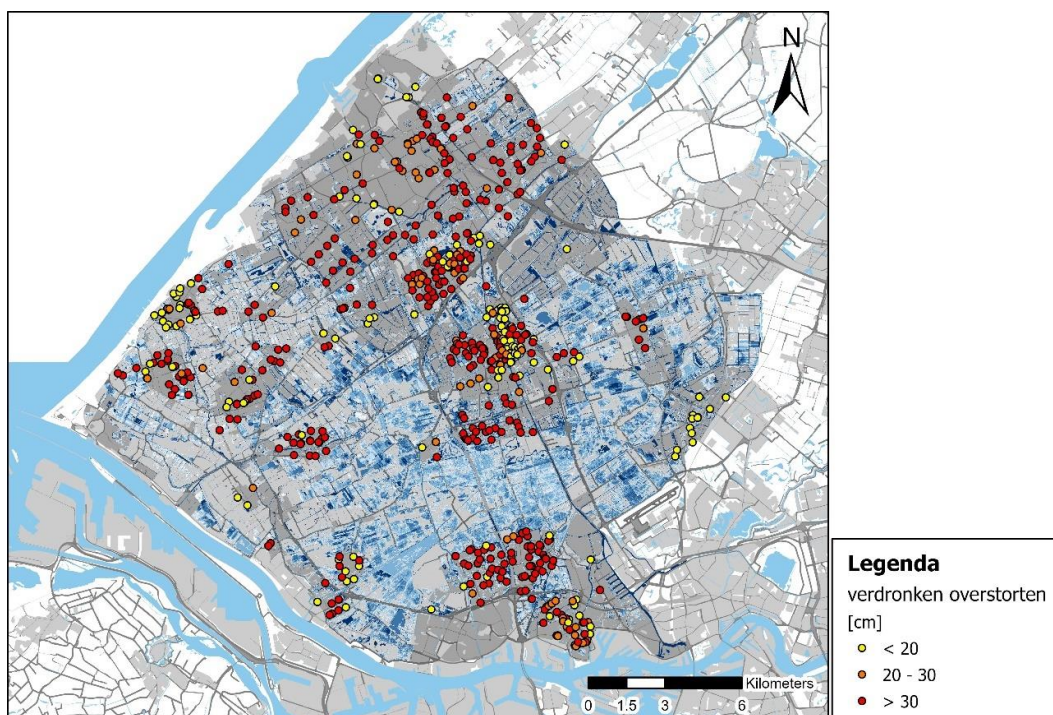 N
Kilometers
0 1.5 3 6
Legenda
verdronken overstorten
[cm]
< 20
20 - 30
> 30